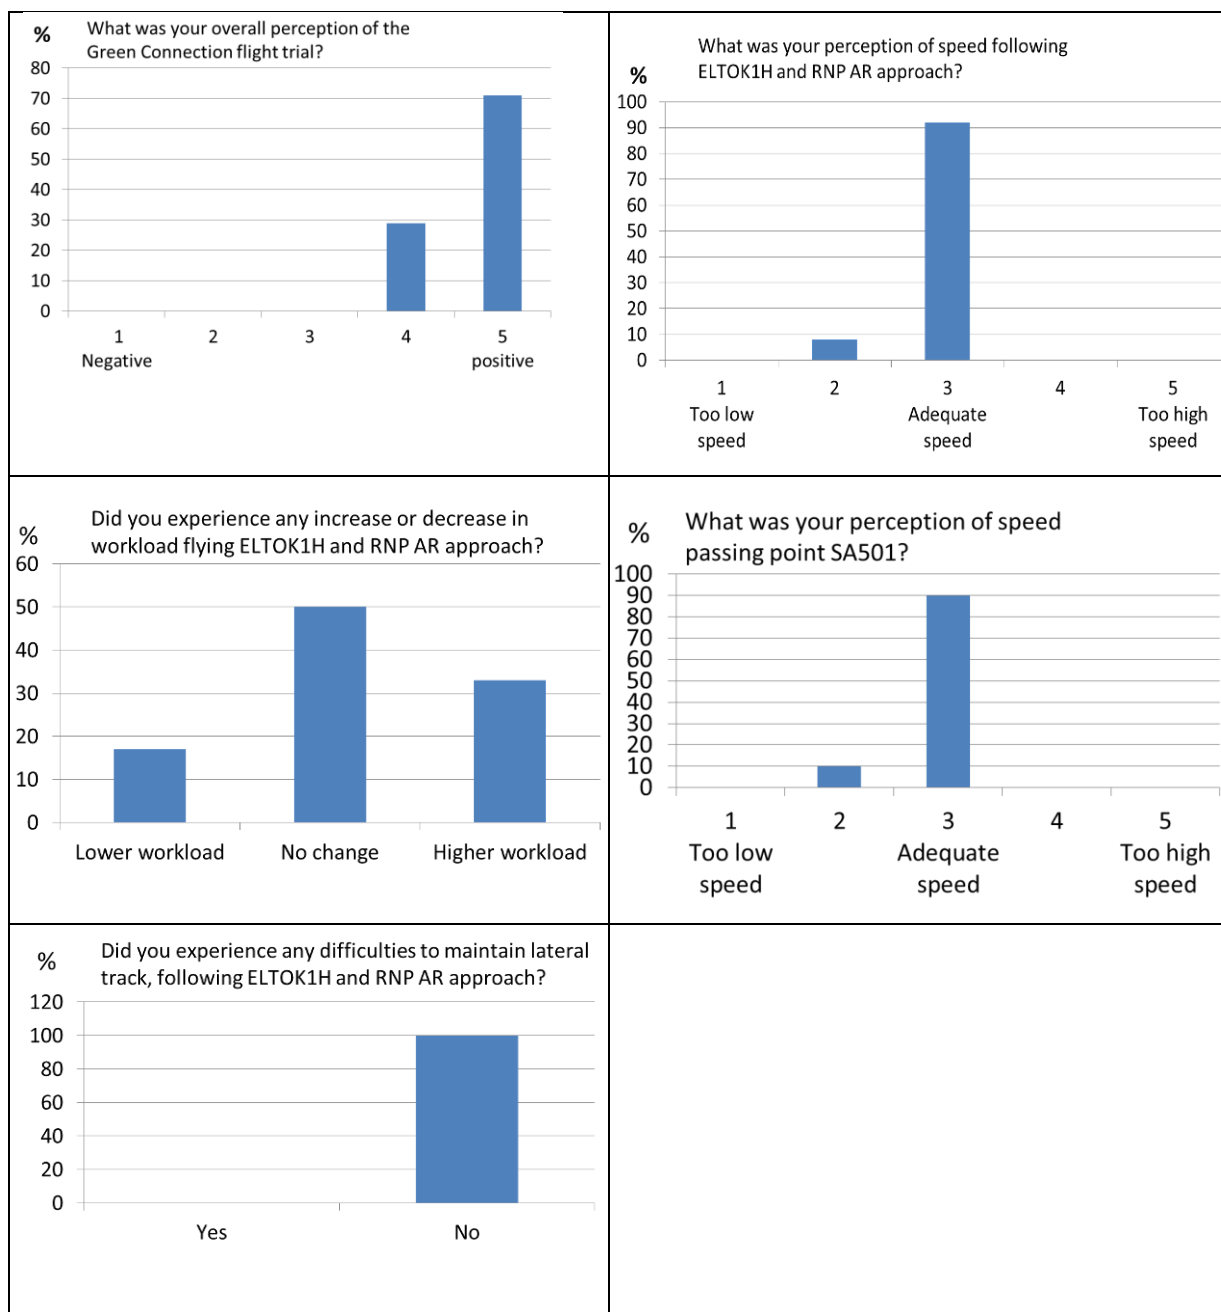 %
What was your overall perception of the
Green Connection flight trial?
80
70
60
50
40
30
20
10
0
1 2 3 4 5
Negative positive
What was your perception of speed following
ELTOK1H and RNP AR approach?
%
100
90
80
70
60
50
40
30
20
10
0
1 2 3 4 5
Too low Adequate Too high
speed speed speed
Did you experience any increase or decrease in
workload flying ELTOK1H and RNP AR approach?
%
60
50
40
30
20
10
0
Lower workload No change Higher workload
What was your perception of speed
passing point SA501?
%
100
90
80
70
60
50
40
30
20
10
0
1 2 3 4 5
Too low Adequate Too high
speed speed speed
Did you experience any difficulties to maintain lateral
track, following ELTOK1H and RNP AR approach?
%
120
100
80
60
40
20
0
Yes No